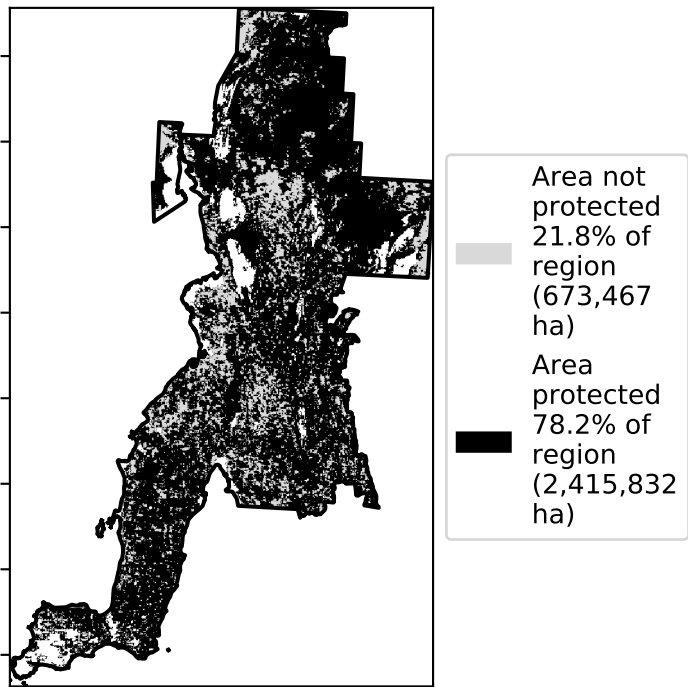 Area not
protected
21.8% of
region
(673,467
ha)
Area
protected
78.2% of
region
(2,415,832
ha)